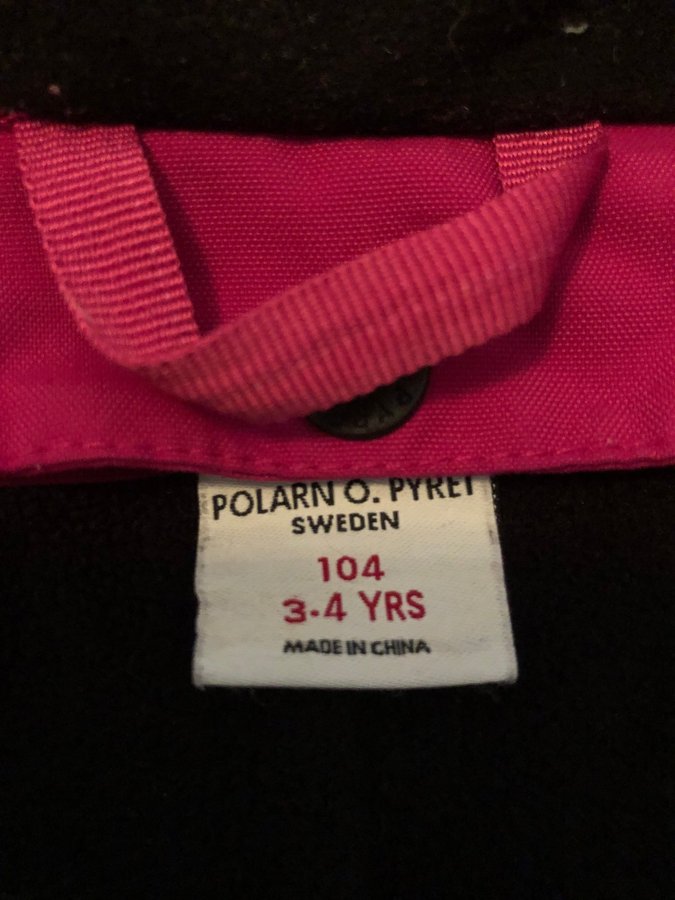 POLARN O. PYRET
SWEDEN
104
3-4 YRS
MADE IN CHINA